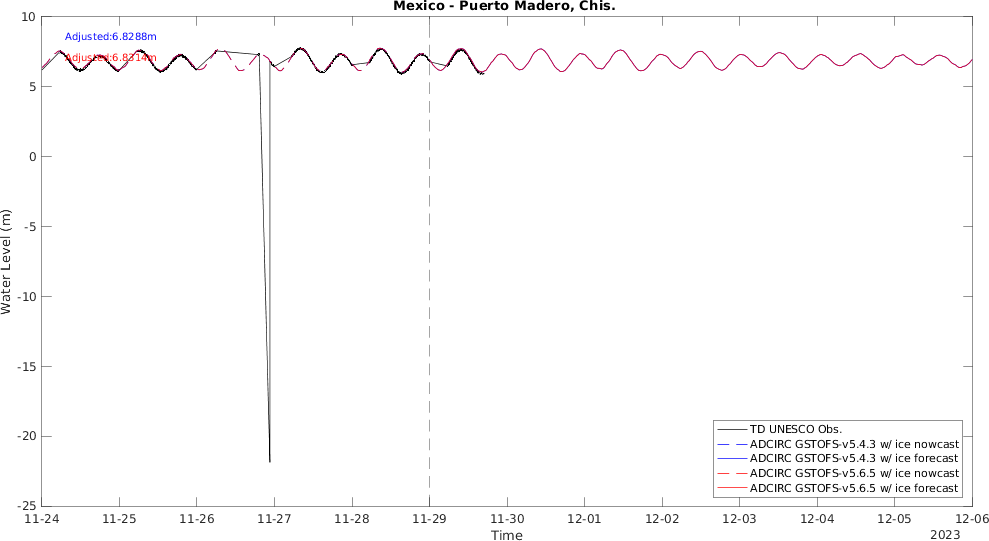 Mexico - Puerto Madero, Chis.
10
Adjusted:6.8288m
Adjusted:6.8314m
5
0
-5
-10
-15
-20
-25
Water Level (m)
TD UNESCO Obs.
ADCIRC GSTOFS-v5.4.3 w/ ice nowcast
ADCIRC GSTOFS-v5.4.3 w/ ice forecast
ADCIRC GSTOFS-v5.6.5 w/ ice nowcast
ADCIRC GSTOFS-v5.6.5 w/ ice forecast
11-24 11-25 11-26 11-27 11-28 11-29 11-30 12-01 12-02 12-03 12-04 12-05 12-06
Time
2023